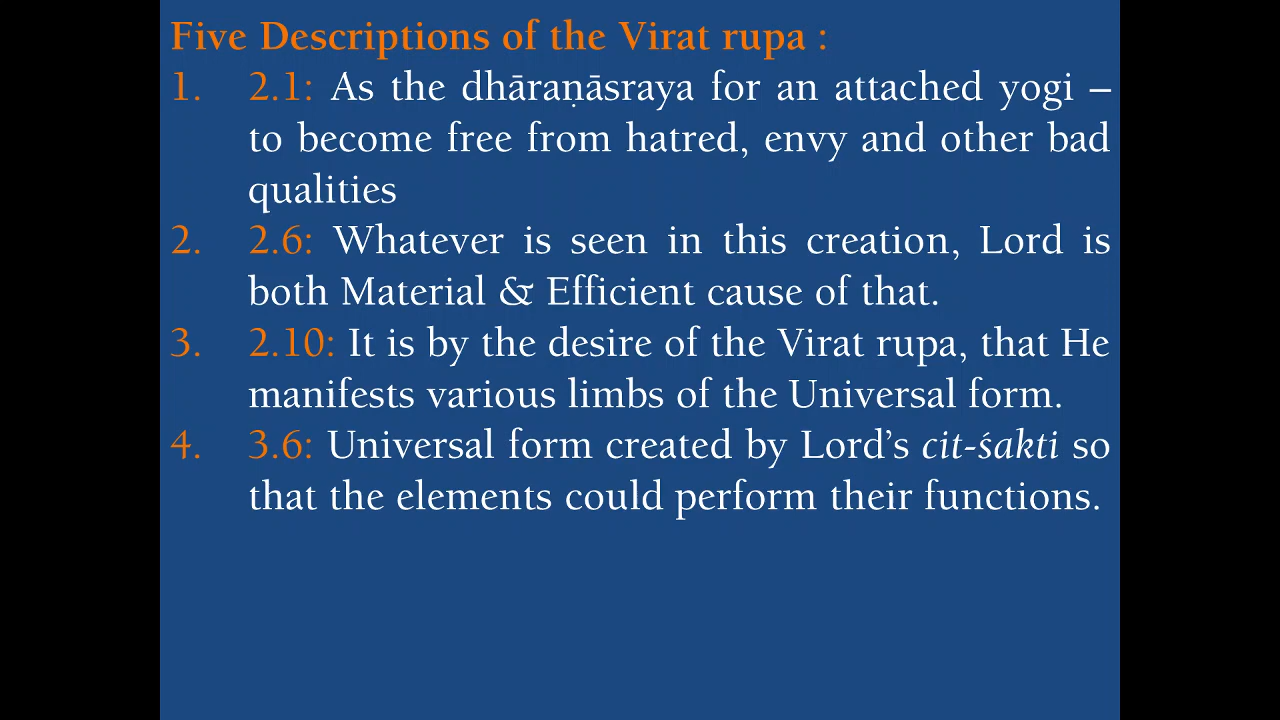 Five Descriptions of the Virat rupa :
1. 2.1: As the dhāraṇāsraya for an attached yogi –
to become free from hatred, envy and other bad
qualities
2. 2.6: Whatever is seen in this creation, Lord is
both Material & Efficient cause of that.
3. 2.10: It is by the desire of the Virat rupa, that He
manifests various limbs of the Universal form.
4. 3.6: Universal form created by Lord’s cit-śakti so
that the elements could perform their functions.